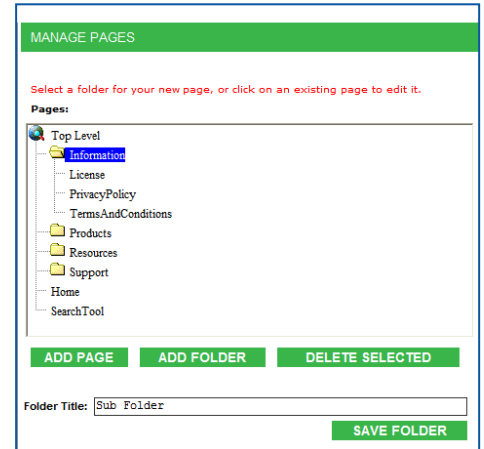 MANAGE PAGES
Select a folder for your new page, or click on an existing page to edit it.
Pages:
Top Level
Information
License
PrivacyPolicy
TermsAndConditions
Products
Resources
Support
Home
SearchTool
ADD PAGE ADD FOLDER DELETE SELECTED
Folder Title: Sub Folder
SAVE FOLDER